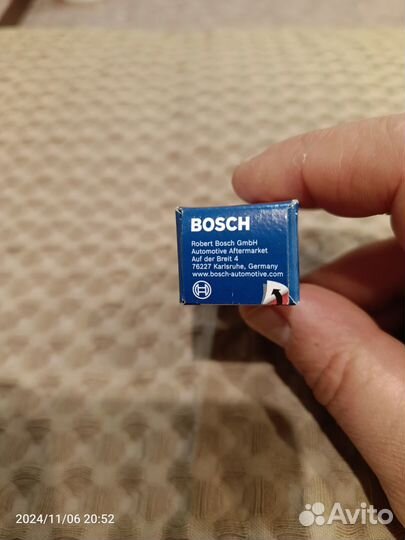 BOSCH
Robert Bosch GmbH
Automotive Aftermarket
Auf der Breit 4
76227 Karlsruhe, Germany
www.bosch-automotive.com
2024/11/06 20:52
Avito